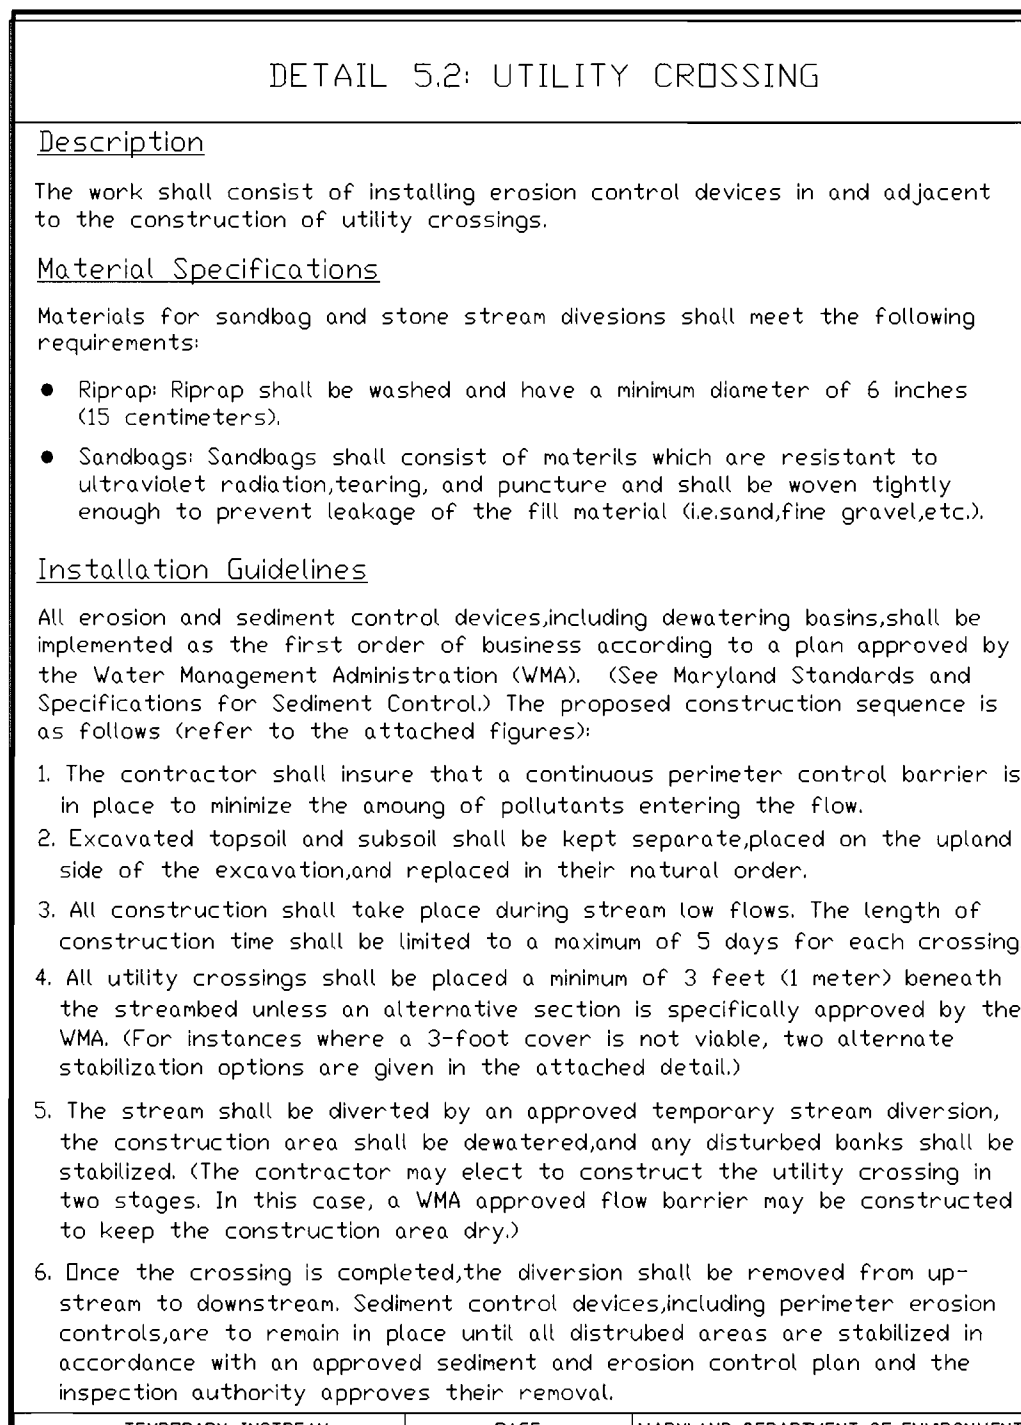 DETAIL 5.2: UTILITY CROSSING
Description
The work shall consist of installing erosion control devices in and adjacent
to the construction of utility crossings.
Material Specifications
Materials for sandbag and stone stream divesions shall meet the following
requirements:
● Riprap: Riprap shall be washed and have a minimum diameter of 6 inches
(15 centimeters).
● Sandbags: Sandbags shall consist of materils which are resistant to
ultraviolet radiation,tearing, and puncture and shall be woven tightly
enough to prevent leakage of the fill material (i.e.sand,fine gravel,etc.).
Installation Guidelines
All erosion and sediment control devices,including dewatering basins,shall be
implemented as the first order of business according to a plan approved by
the Water Management Administration (WMA). (See Maryland Standards and
Specifications for Sediment Control.) The proposed construction sequence is
as follows (refer to the attached figures):
1. The contractor shall insure that a continuous perimeter control barrier is
in place to minimize the amoung of pollutants entering the flow.
2. Excavated topsoil and subsoil shall be kept separate,placed on the upland
side of the excavation,and replaced in their natural order.
3. All construction shall take place during stream low flows. The length of
construction time shall be limited to a maximum of 5 days for each crossing
4. All utility crossings shall be placed a minimum of 3 feet (1 meter) beneath
the streambed unless an alternative section is specifically approved by the
WMA. (For instances where a 3-foot cover is not viable, two alternate
stabilization options are given in the attached detail.)
5. The stream shall be diverted by an approved temporary stream diversion,
the construction area shall be dewatered,and any disturbed banks shall be
stabilized. (The contractor may elect to construct the utility crossing in
two stages. In this case, a WMA approved flow barrier may be constructed
to keep the construction area dry.)
6. Once the crossing is completed,the diversion shall be removed from up-
stream to downstream. Sediment control devices,including perimeter erosion
controls,are to remain in place until all distrubed areas are stabilized in
accordance with an approved sediment and erosion control plan and the
inspection authority approves their removal.
TEMPORARY INSTREAM PAGE MARYLAND DEPARTMENT OF ENVIRONMENT